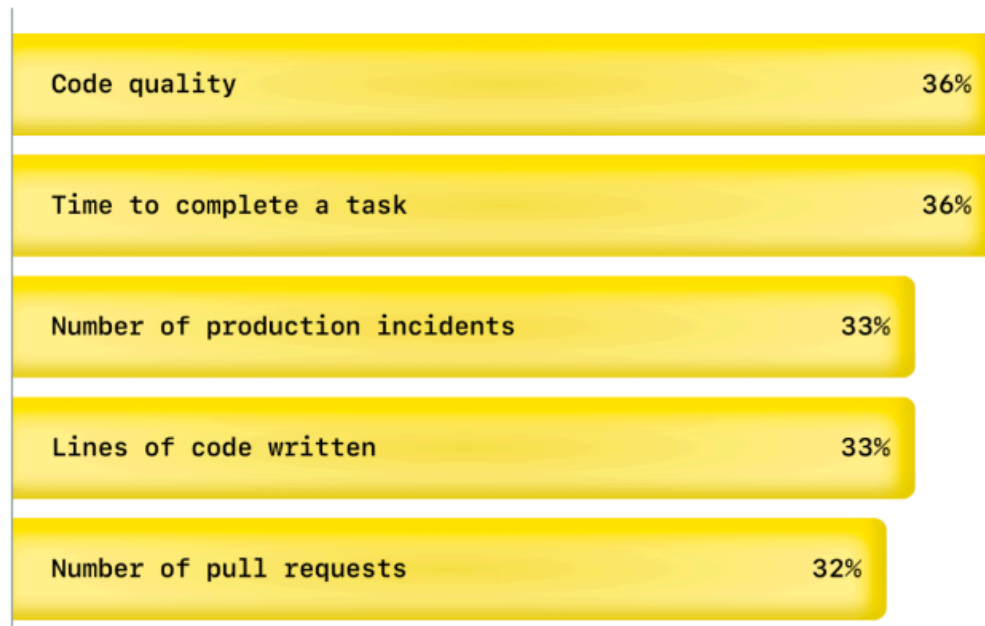 Code quality 36%
Time to complete a task 36%
Number of production incidents 33%
Lines of code written 33%
Number of pull requests 32%